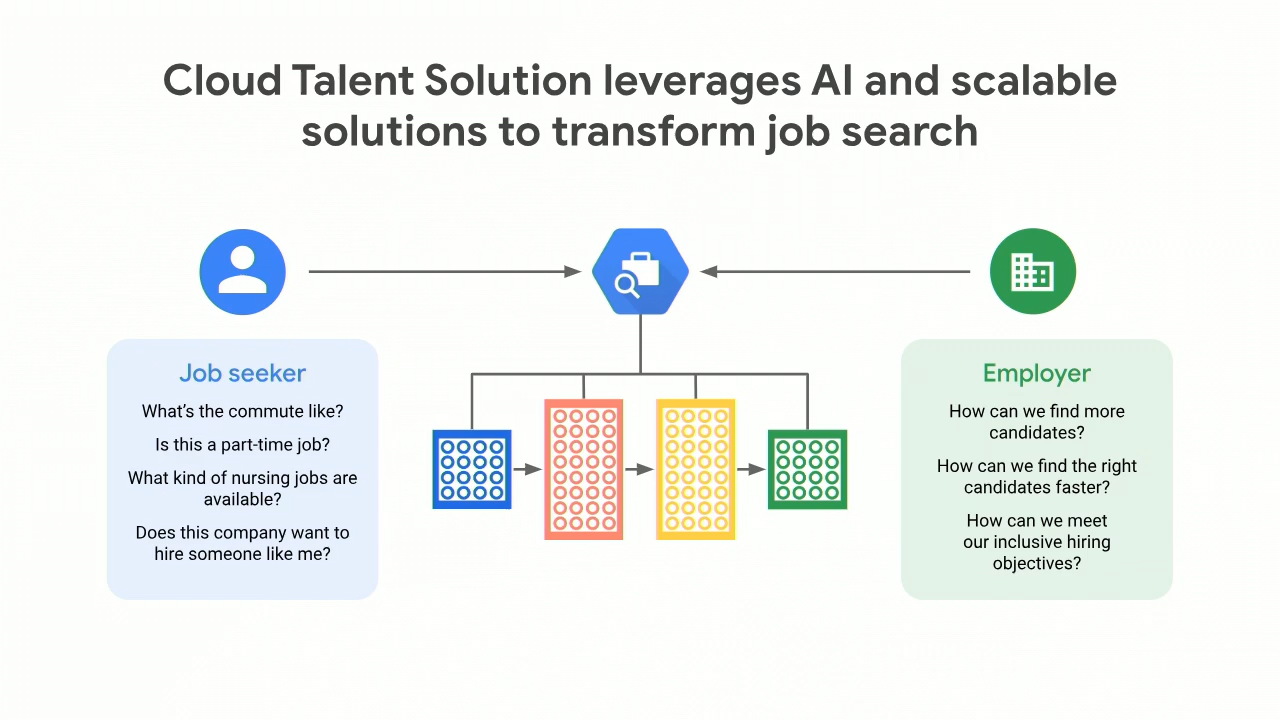 Cloud Talent Solution leverages AI and scalable
solutions to transform job search
Job seeker
What's the commute like?
Is this a part-time job?
What kind of nursing jobs are
available?
Does this company want to
hire someone like me?
Employer
How can we find more
candidates?
How can we find the right
candidates faster?
How can we meet
our inclusive hiring
objectives?